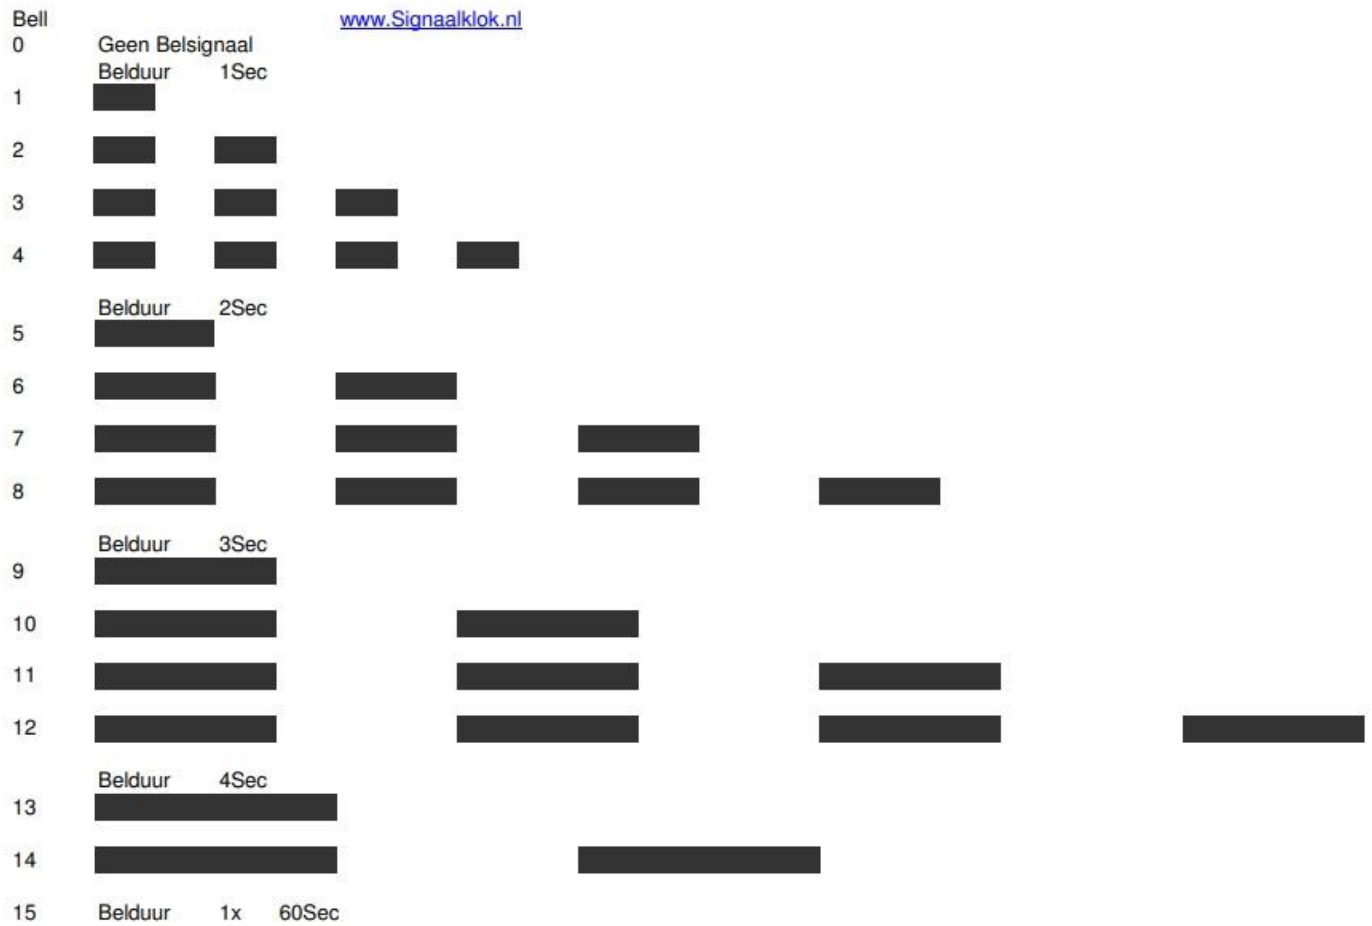 Bell www.Signaalklok.nl
0 Geen Belsignaal
Belduur 1Sec
1
2
3
4
Belduur 2Sec
5
6
7
8
Belduur 3Sec
9
10
11
12
Belduur 4Sec
13
14
15 Belduur 1x 60Sec